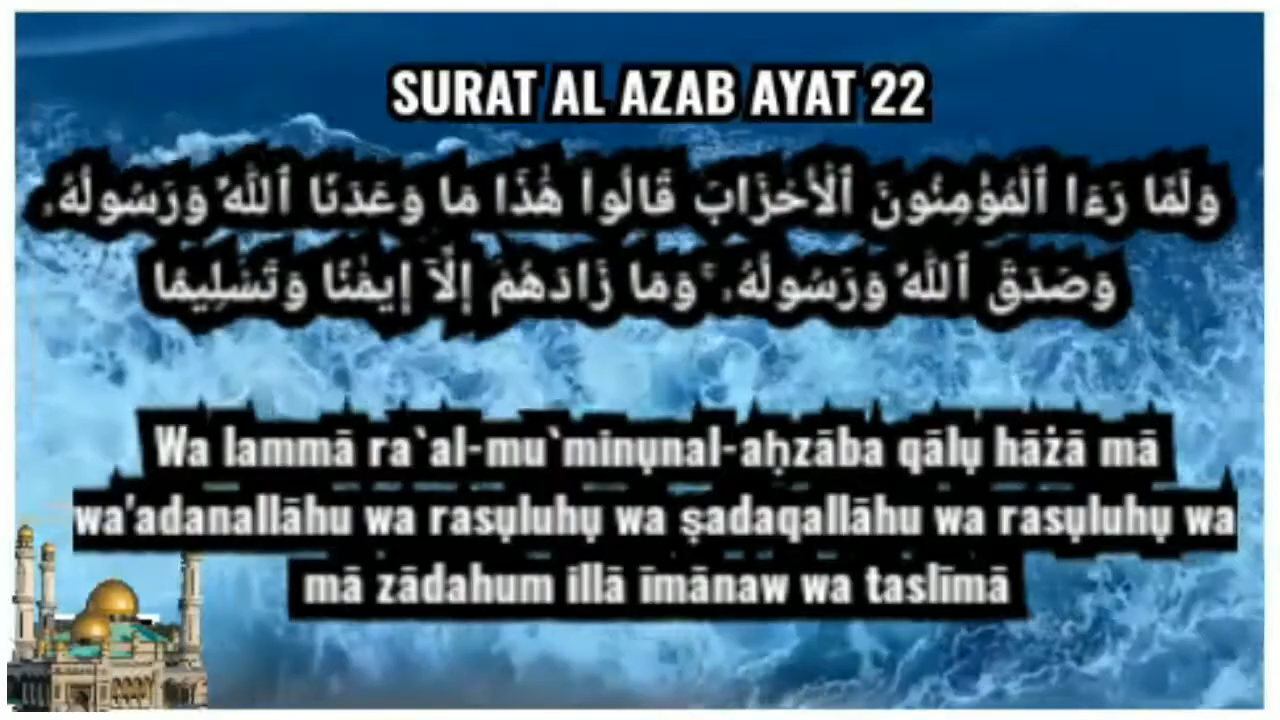 SURAT AL AZAB AYAT 22
وَلَمَّا رَءَا ٱلْمُؤْمِنُونَ ٱلْأَحْزَابَ قَالُوا۟ هَٰذَا مَا وَعَدَنَا ٱللَّهُ وَرَسُولُهُۥ
وَصَدَقَ ٱللَّهُ وَرَسُولُهُۥ ۚ وَمَا زَادَهُمْ إِلَّآ إِيمَٰنًا وَتَسْلِيمًا
Wa lammā ra`al-mu`minụnal-aḥzāba qālụ hāżā mā
wa'adanallāhu wa rasụluhụ wa ṣadaqallāhu wa rasụluhụ wa
mā zādahum illā īmānaw wa taslīmā